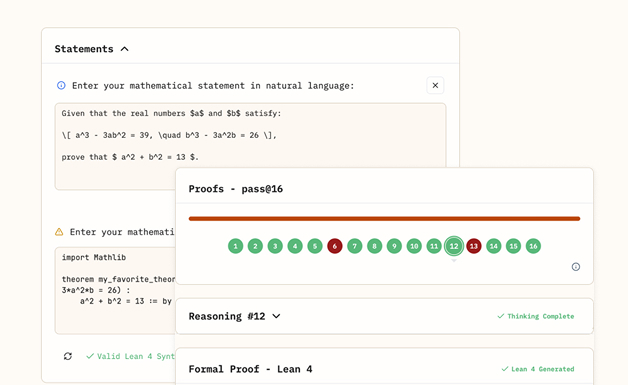 Statements
Enter your mathematical statement in natural language:
Given that the real numbers $a$ and $b$ satisfy:
\[ a^3 - 3ab^2 = 39, \quad b^3 - 3a^2b = 26 \],
prove that $ a^2 + b^2 = 13 $.
Proofs - pass@16
1 2 3 4 5 6 7 8 9 10 11 12 13 14 15 16
Enter your mathemati
import Mathlib
theorem my_favorite_theor
3*a^2*b = 26) :
a^2 + b^2 = 13 := by
Valid Lean 4 Synt
Reasoning #12
Thinking Complete
Formal Proof - Lean 4
Lean 4 Generated